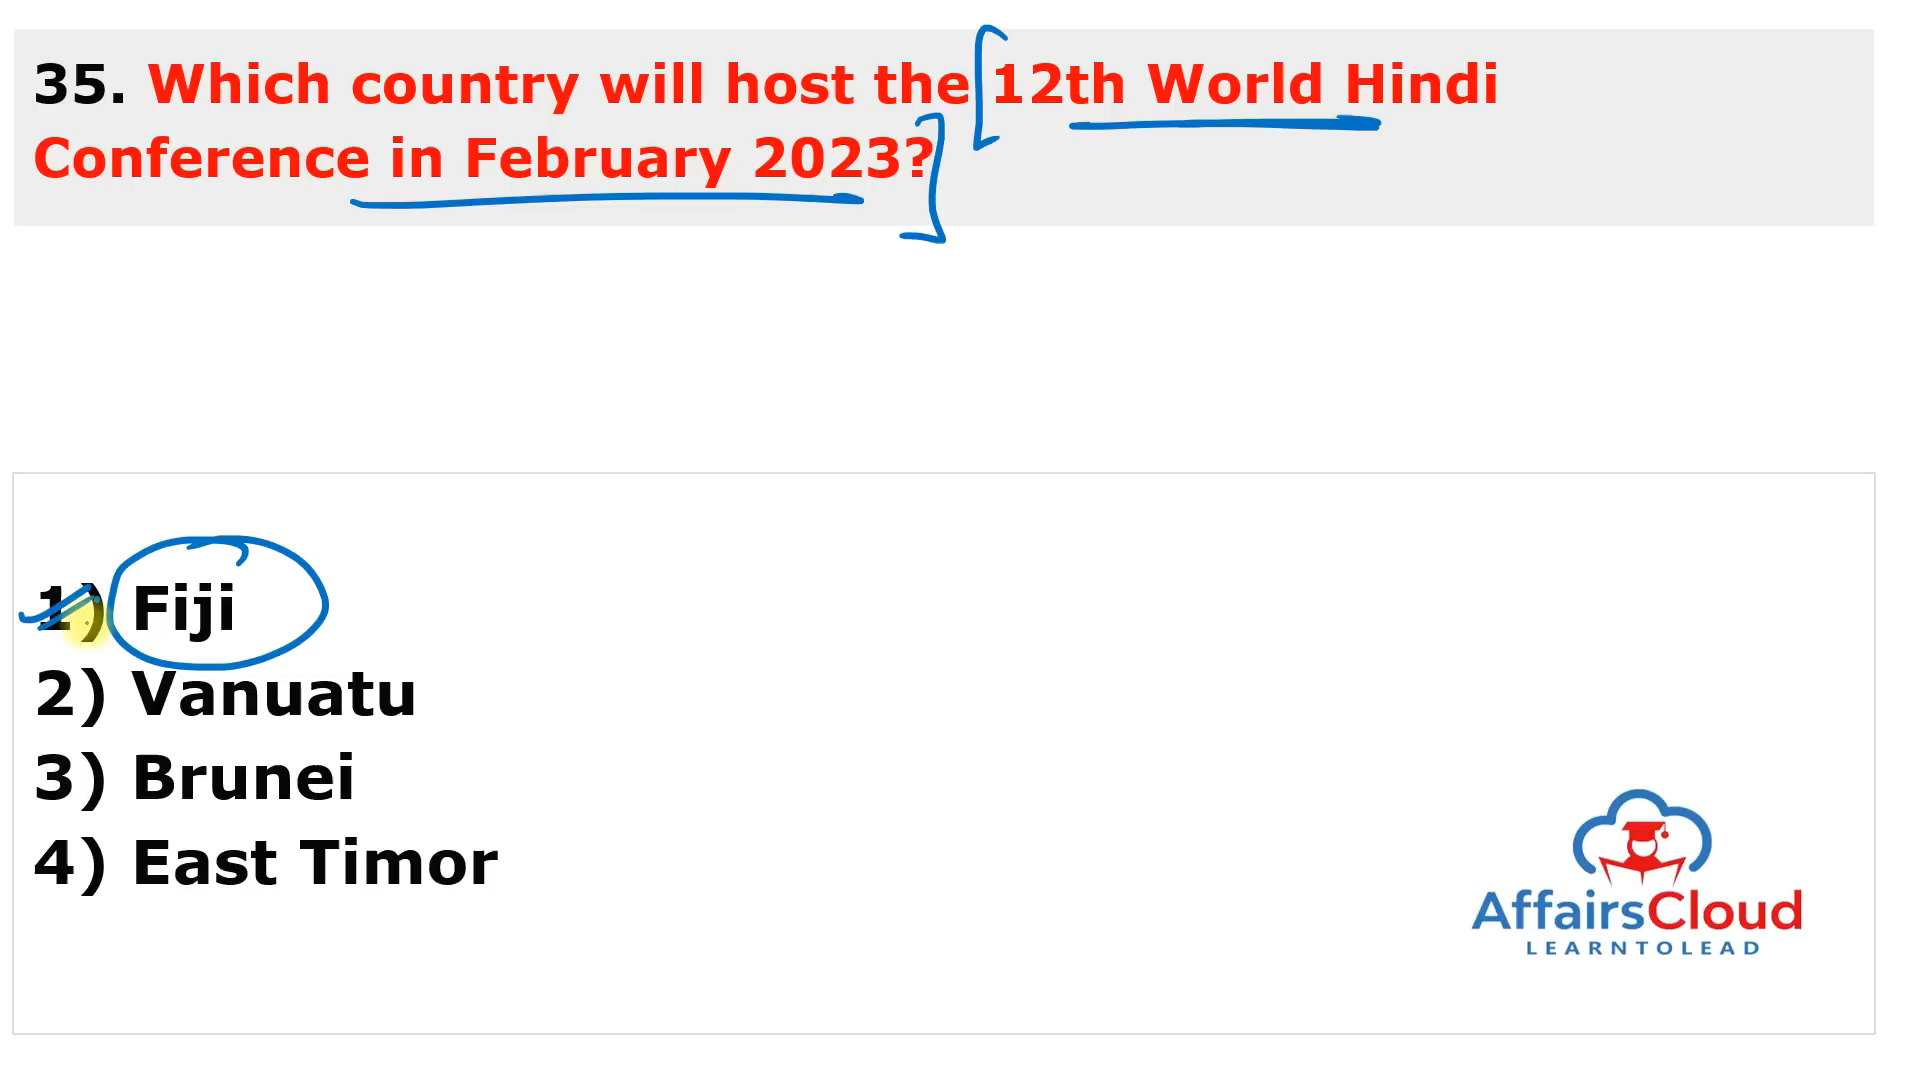 35. Which country will host the 12th World Hindi
Conference in February 2023?
1) Fiji
2) Vanuatu
3) Brunei
4) East Timor
AffairsCloud
LEARNTOLEAD